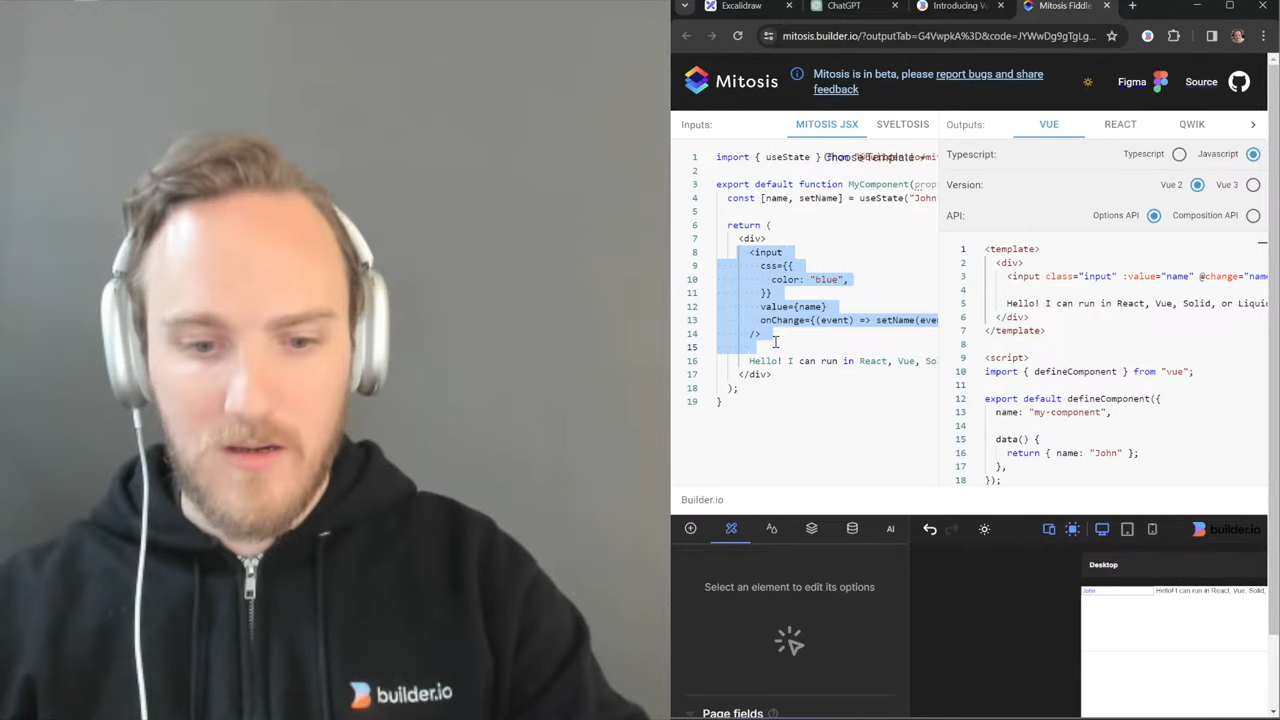 Excalidraw
ChatGPT
Introducing V
Mitosis Fiddle
mitosis.builder.io/?outputTab=G4VwpkA%3D&code=JYWwDg9gTgLg...
Mitosis
Mitosis is in beta, please report bugs and share
feedback
Figma
Source
Inputs:
MITOSIS JSX
SVELTOSIS
Outputs:
VUE
REACT
QWIK
Typescript:
Typescript
Javascript
Version:
Vue 2
Vue 3
API:
Options API
Composition API
Choose Template
1 import { useState }
2
3 export default function MyComponent(prop
4 const [name, setName] = useState("John
5
6 return (
7 <div>
8 <input
9 css={{
10 color: "blue",
11 }}
12 value={name}
13 onChange={(event) => setName(eve
14 />
15
16 Hello! I can run in React, Vue, So
17 </div>
18 );
19 }
1 <template>
2 <div>
3 <input class="input" :value="name" @change="name
4
5 Hello! I can run in React, Vue, Solid, or Liqui
6 </div>
7 </template>
8
9 <script>
10 import { defineComponent } from "vue";
11
12 export default defineComponent({
13 name: "my-component",
14
15 data() {
16 return { name: "John" };
17 },
18 });
Builder.io
AI
builder.io
Select an element to edit its options
Desktop
John
Hello! I can run in React, Vue, Solid,
Page fields
builder.io